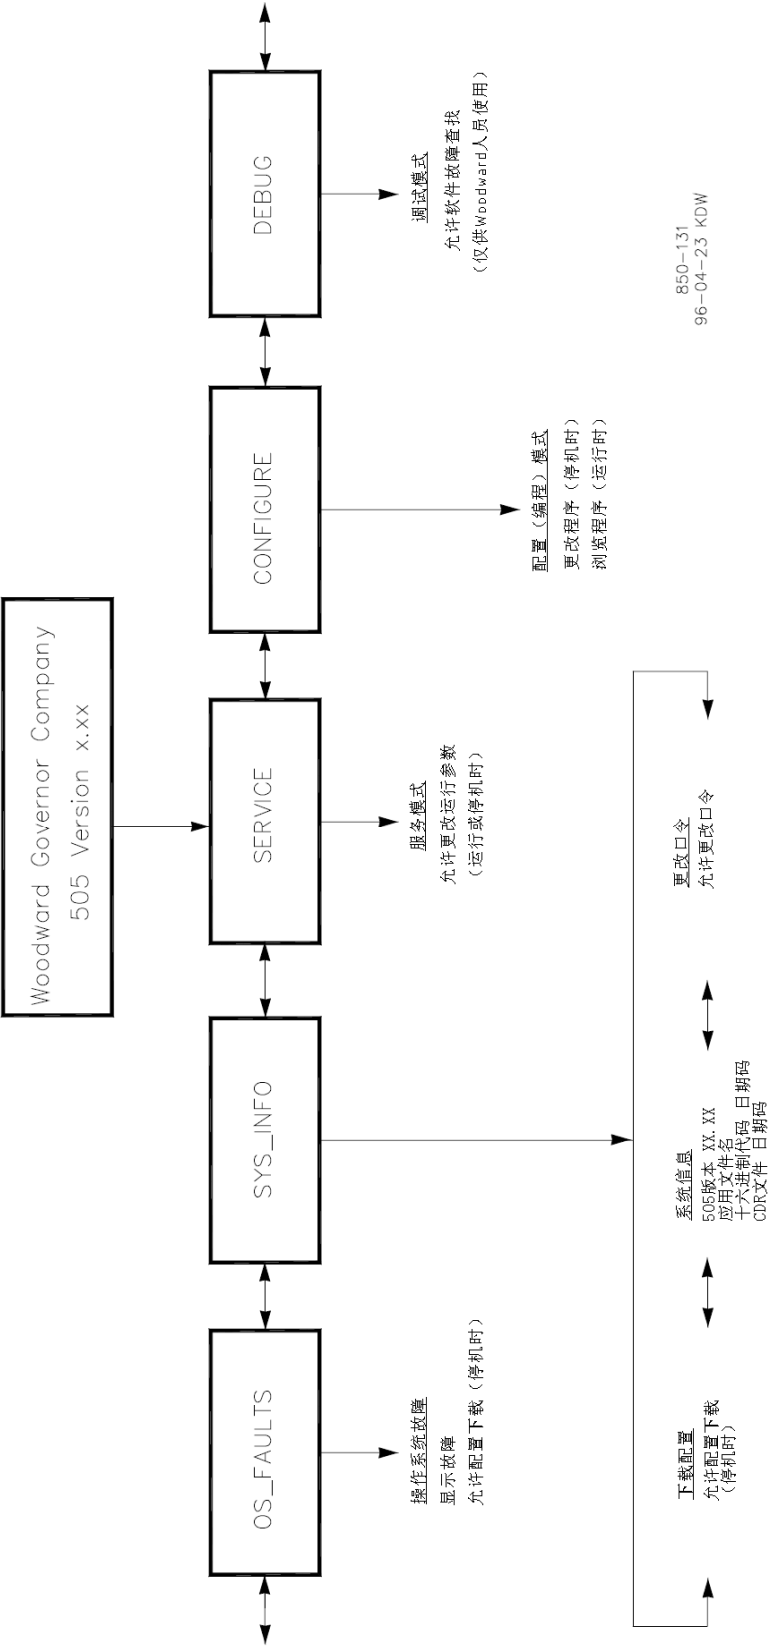 Woodward Governor Company
505 Version x.xx
OS_FAULTS
SYS_INFO
SERVICE
CONFIGURE
DEBUG
操作系统故障
显示故障
允许配置下载（停机时）
服务模式
允许更改运行参数
（运行或停机时）
配置（编程）模式
更改程序（停机时）
浏览程序（运行时）
调试模式
允许软件故障查找
（仅供Woodward人员使用）
下载配置
允许配置下载
（停机时）
系统信息
505版本 XX.XX
应用文件名
十六进制代码 日期码
CDR文件 日期码
更改口令
允许更改口令
850-131
96-04-23 KDW